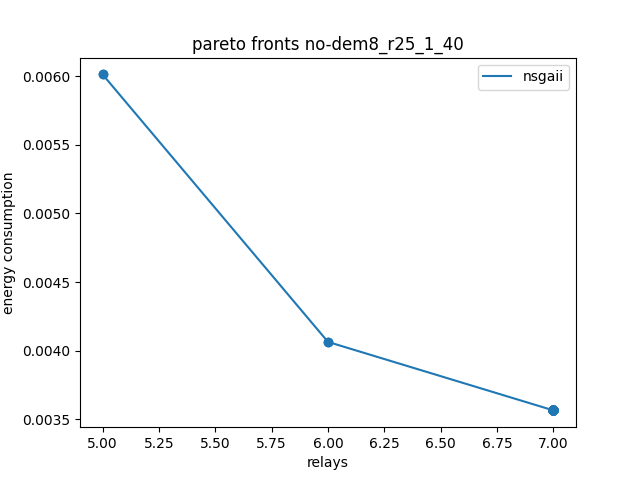 pareto fronts no-dem8_r25_1_40
nsgaii
0.0060
0.0055
0.0050
0.0045
0.0040
0.0035
energy consumption
5.00 5.25 5.50 5.75 6.00 6.25 6.50 6.75 7.00
relays